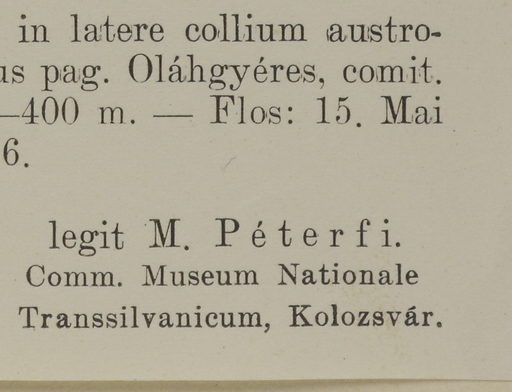 in latere collium austro-
us pag. Oláhgyéres, comit.
—400 m. — Flos: 15. Mai
6.
legit M. Péterfi.
Comm. Museum Nationale
Transsilvanicum, Kolozsvár.